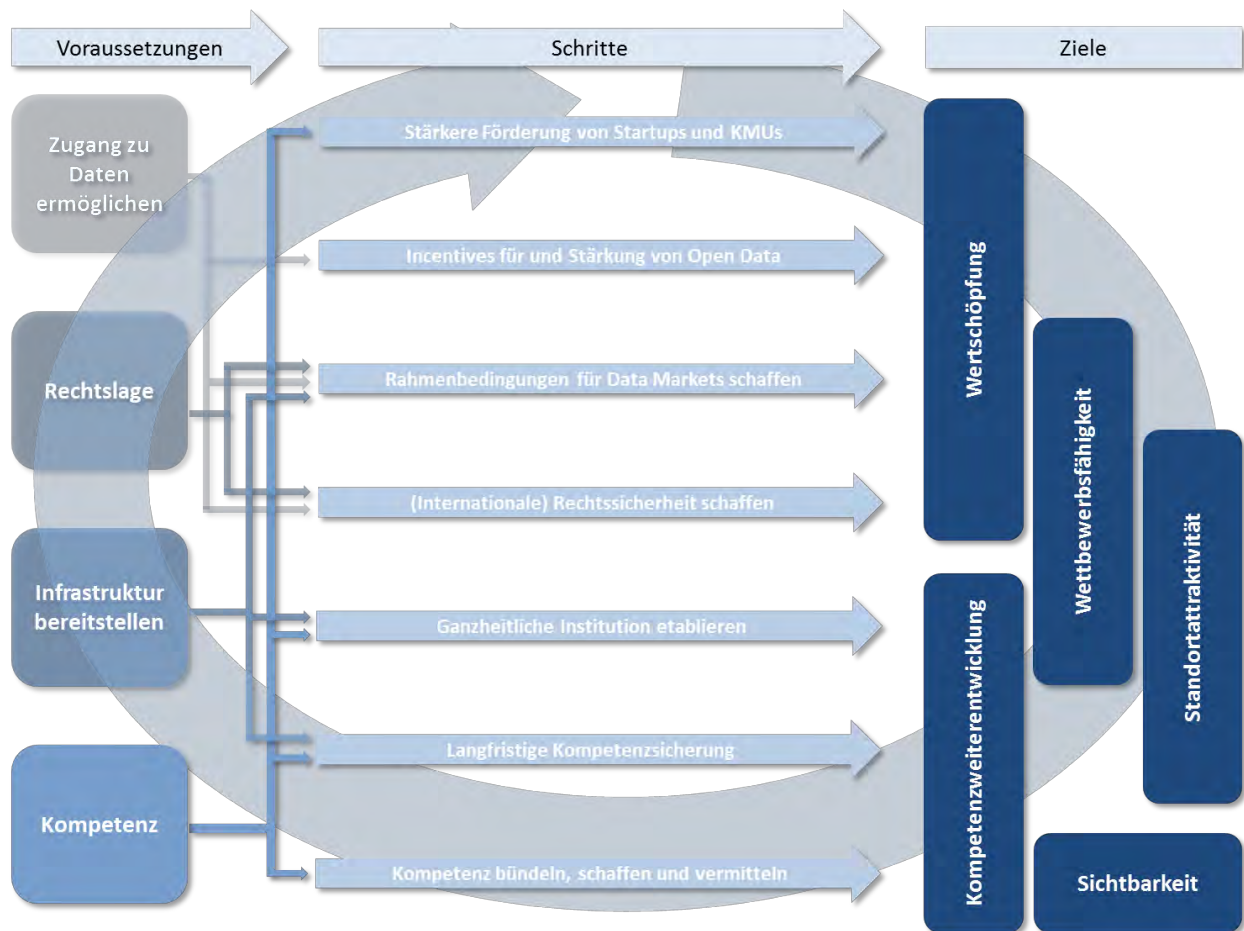 Voraussetzungen
Schritte
Ziele
Zugang zu
Daten
ermöglichen
Rechtslage
Infrastruktur
bereitstellen
Kompetenz
Stärkere Förderung von Startups und KMUs
Incentives für und Stärkung von Open Data
Rahmenbedingungen für Data Markets schaffen
(Internationale) Rechtssicherheit schaffen
Ganzheitliche Institution etablieren
Langfristige Kompetenzsicherung
Kompetenz bündeln, schaffen und vermitteln
Wertschöpfung
Kompetenzweiterentwicklung
Wettbewerbsfähigkeit
Standortattraktivität
Sichtbarkeit